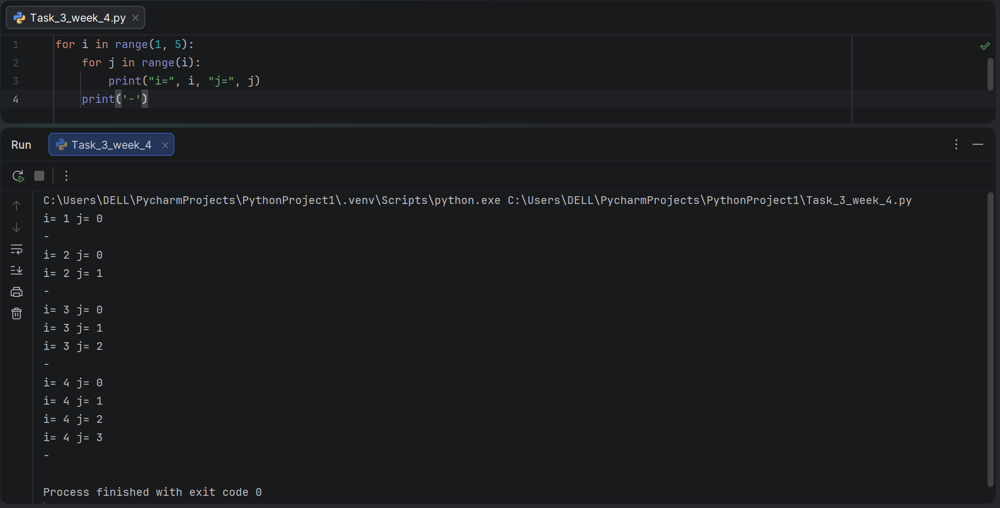 Task_3_week_4.py
1 for i in range(1, 5):
2     for j in range(i):
3         print("i=", i, "j=", j)
4     print('-')
Run Task_3_week_4
C:\Users\DELL\PycharmProjects\PythonProject1\.venv\Scripts\python.exe C:\Users\DELL\PycharmProjects\PythonProject1\Task_3_week_4.py
i= 1 j= 0
-
i= 2 j= 0
i= 2 j= 1
-
i= 3 j= 0
i= 3 j= 1
i= 3 j= 2
-
i= 4 j= 0
i= 4 j= 1
i= 4 j= 2
i= 4 j= 3
-
Process finished with exit code 0